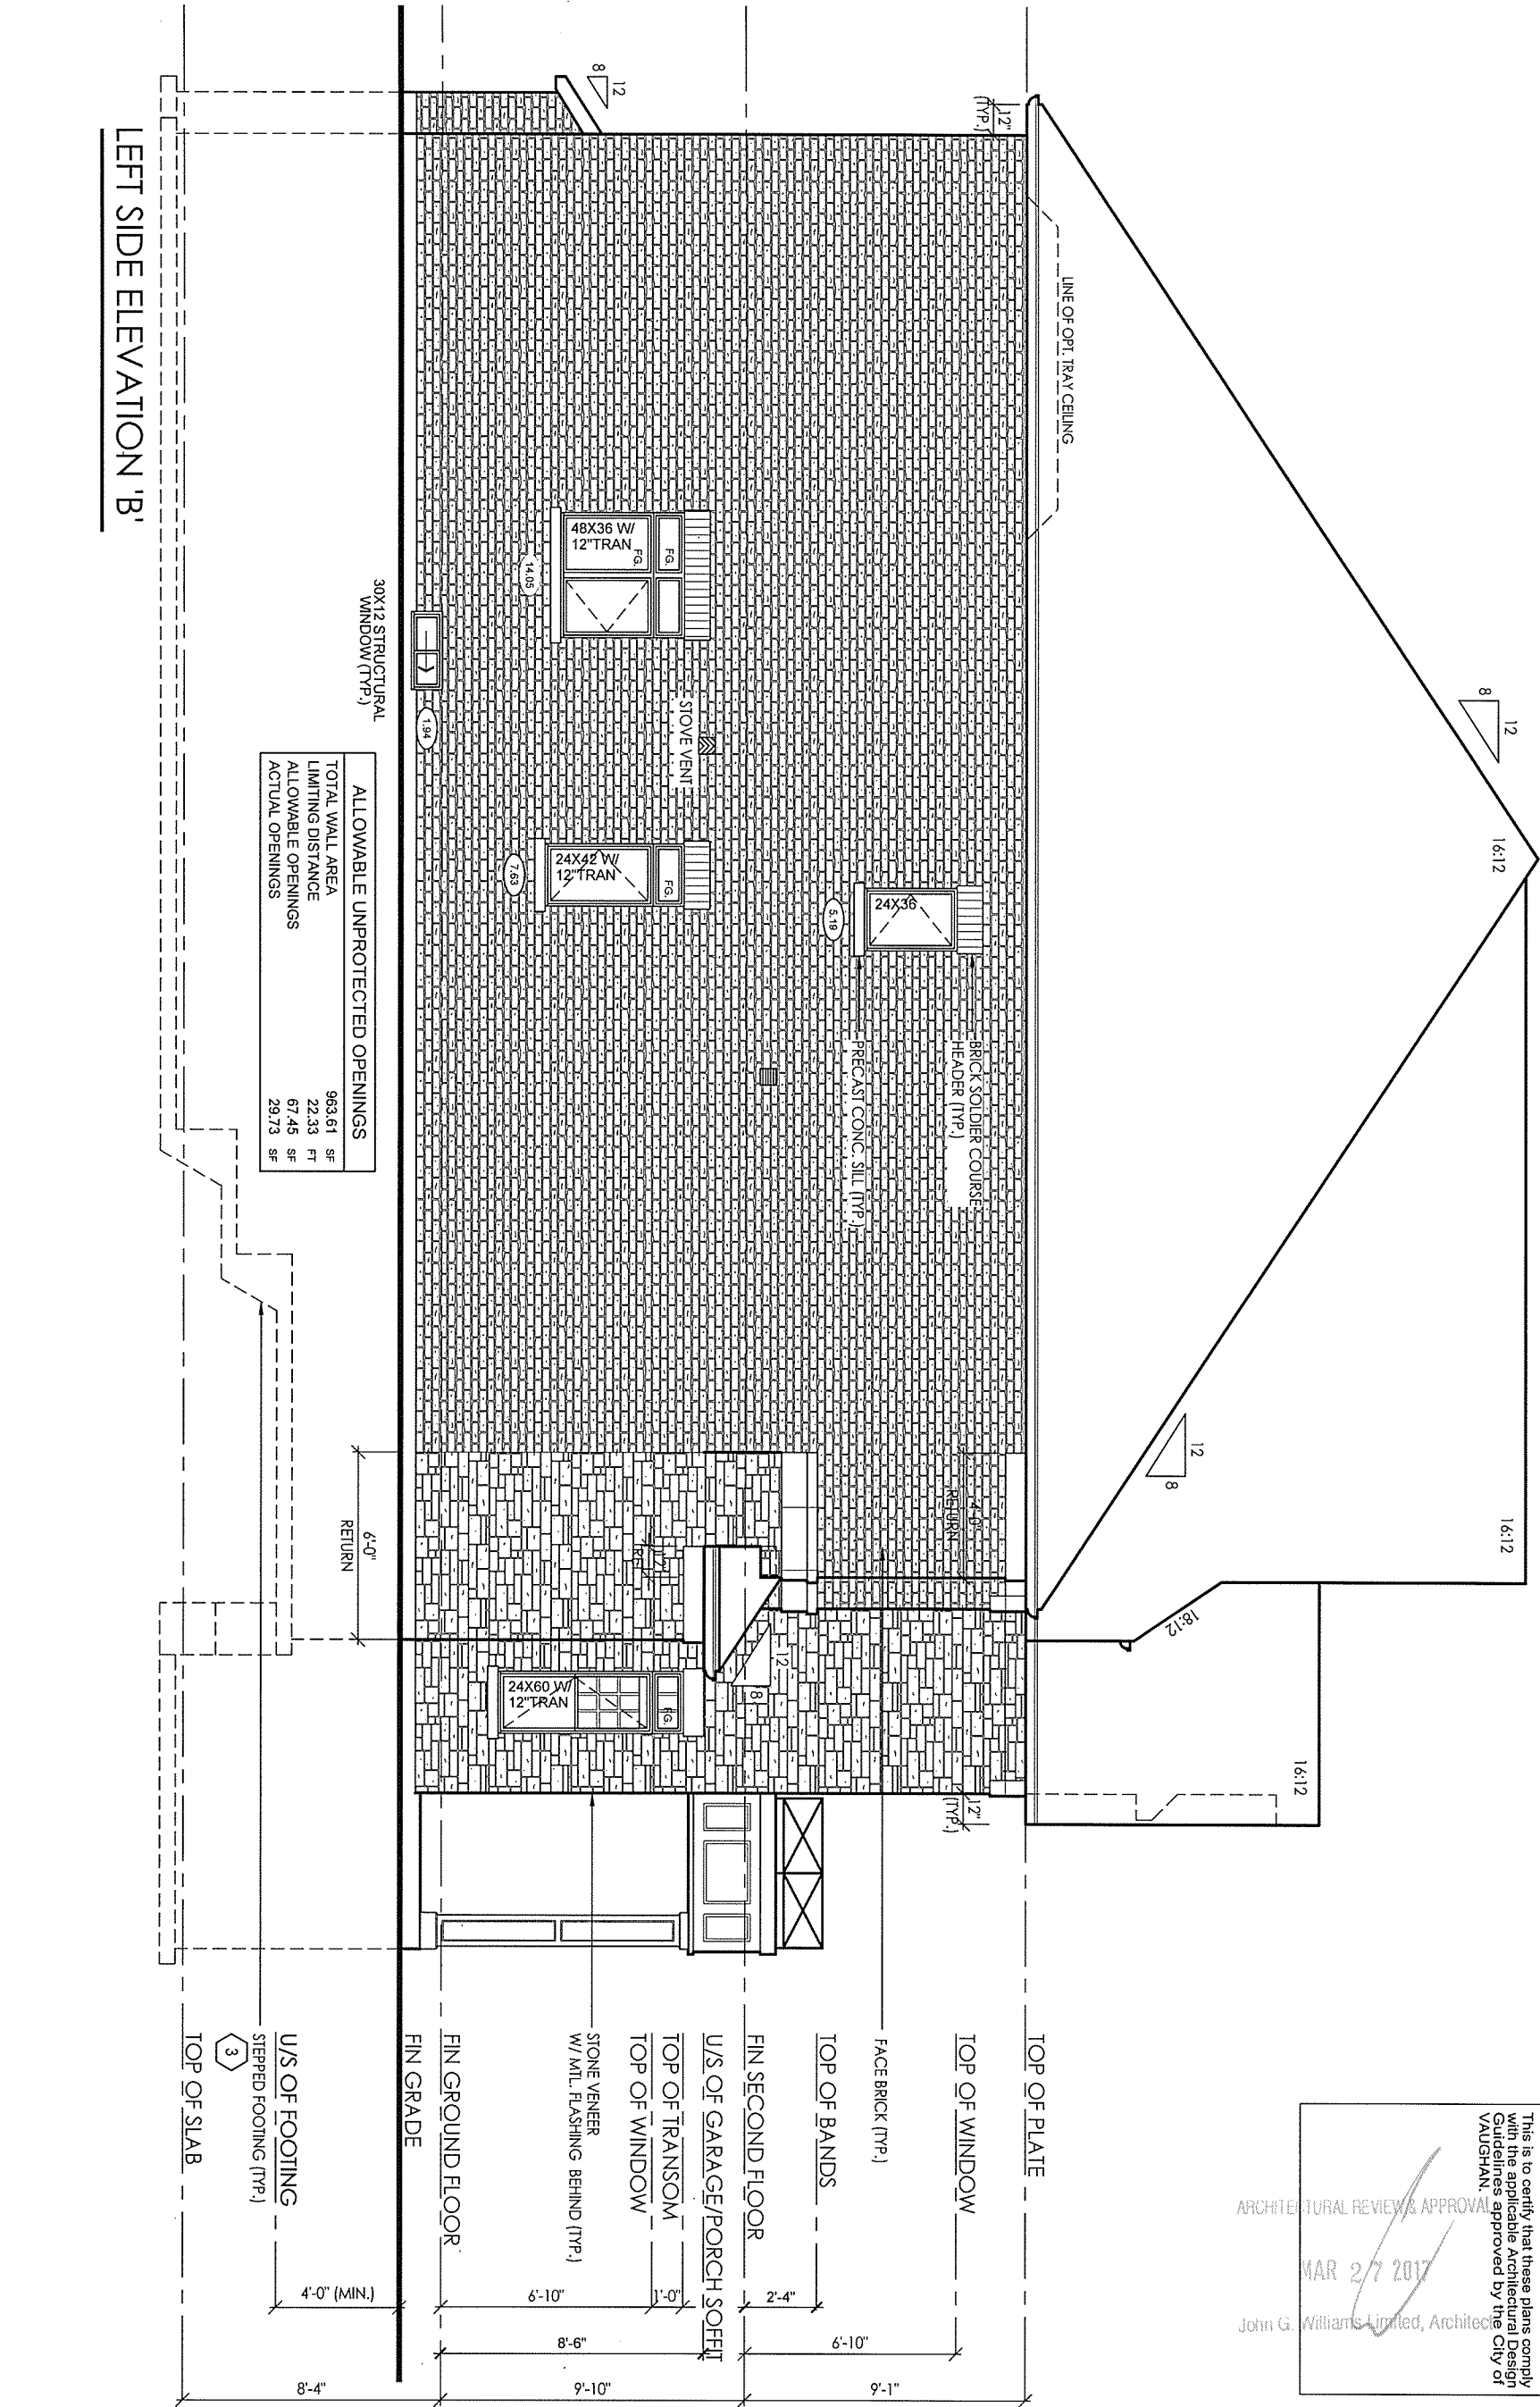 This is to certify that these plans comply
with the applicable Architectural Design
Guidelines approved by the City of
VAUGHAN.
ARCHITECTURAL REVIEW & APPROVAL
MAR 27 2017
John G. Williams Limited, Architect
16:12
16:12
16:12
18:12
12
8
12
8
LINE OF OPT. TRAY CEILING
12"
(TYP.)
12
8
TOP OF PLATE
TOP OF WINDOW
FACE BRICK (TYP.)
TOP OF BANDS
FIN SECOND FLOOR
U/S OF GARAGE/PORCH SOFFIT
TOP OF TRANSOM
TOP OF WINDOW
STONE VENEER
W/ MTL. FLASHING BEHIND (TYP.)
FIN GROUND FLOOR
FIN GRADE
U/S OF FOOTING
STEPPED FOOTING (TYP.)
3
TOP OF SLAB
9'-1"
6'-10"
2'-4"
9'-10"
8'-6"
1'-0"
6'-10"
4'-0" (MIN.)
8'-4"
BRICK SOLDIER COURSE
HEADER (TYP.)
PRECAST CONC. SILL (TYP.)
24X36
5.19
4'-0"
RETURN
12"
(TYP.)
STOVE VENT
48X36 W/
12"TRAN
FG.
FG.
14.05
24X42 W/
12"TRAN
FG.
7.63
12"
RET.
12
8
24X60 W/
12"TRAN
FG.
1.94
30X12 STRUCTURAL
WINDOW (TYP.)
6'-0"
RETURN
ALLOWABLE UNPROTECTED OPENINGS
TOTAL WALL AREA 963.61 SF
LIMITING DISTANCE 22.33 FT
ALLOWABLE OPENINGS 67.45 SF
ACTUAL OPENINGS 29.73 SF
LEFT SIDE ELEVATION 'B'